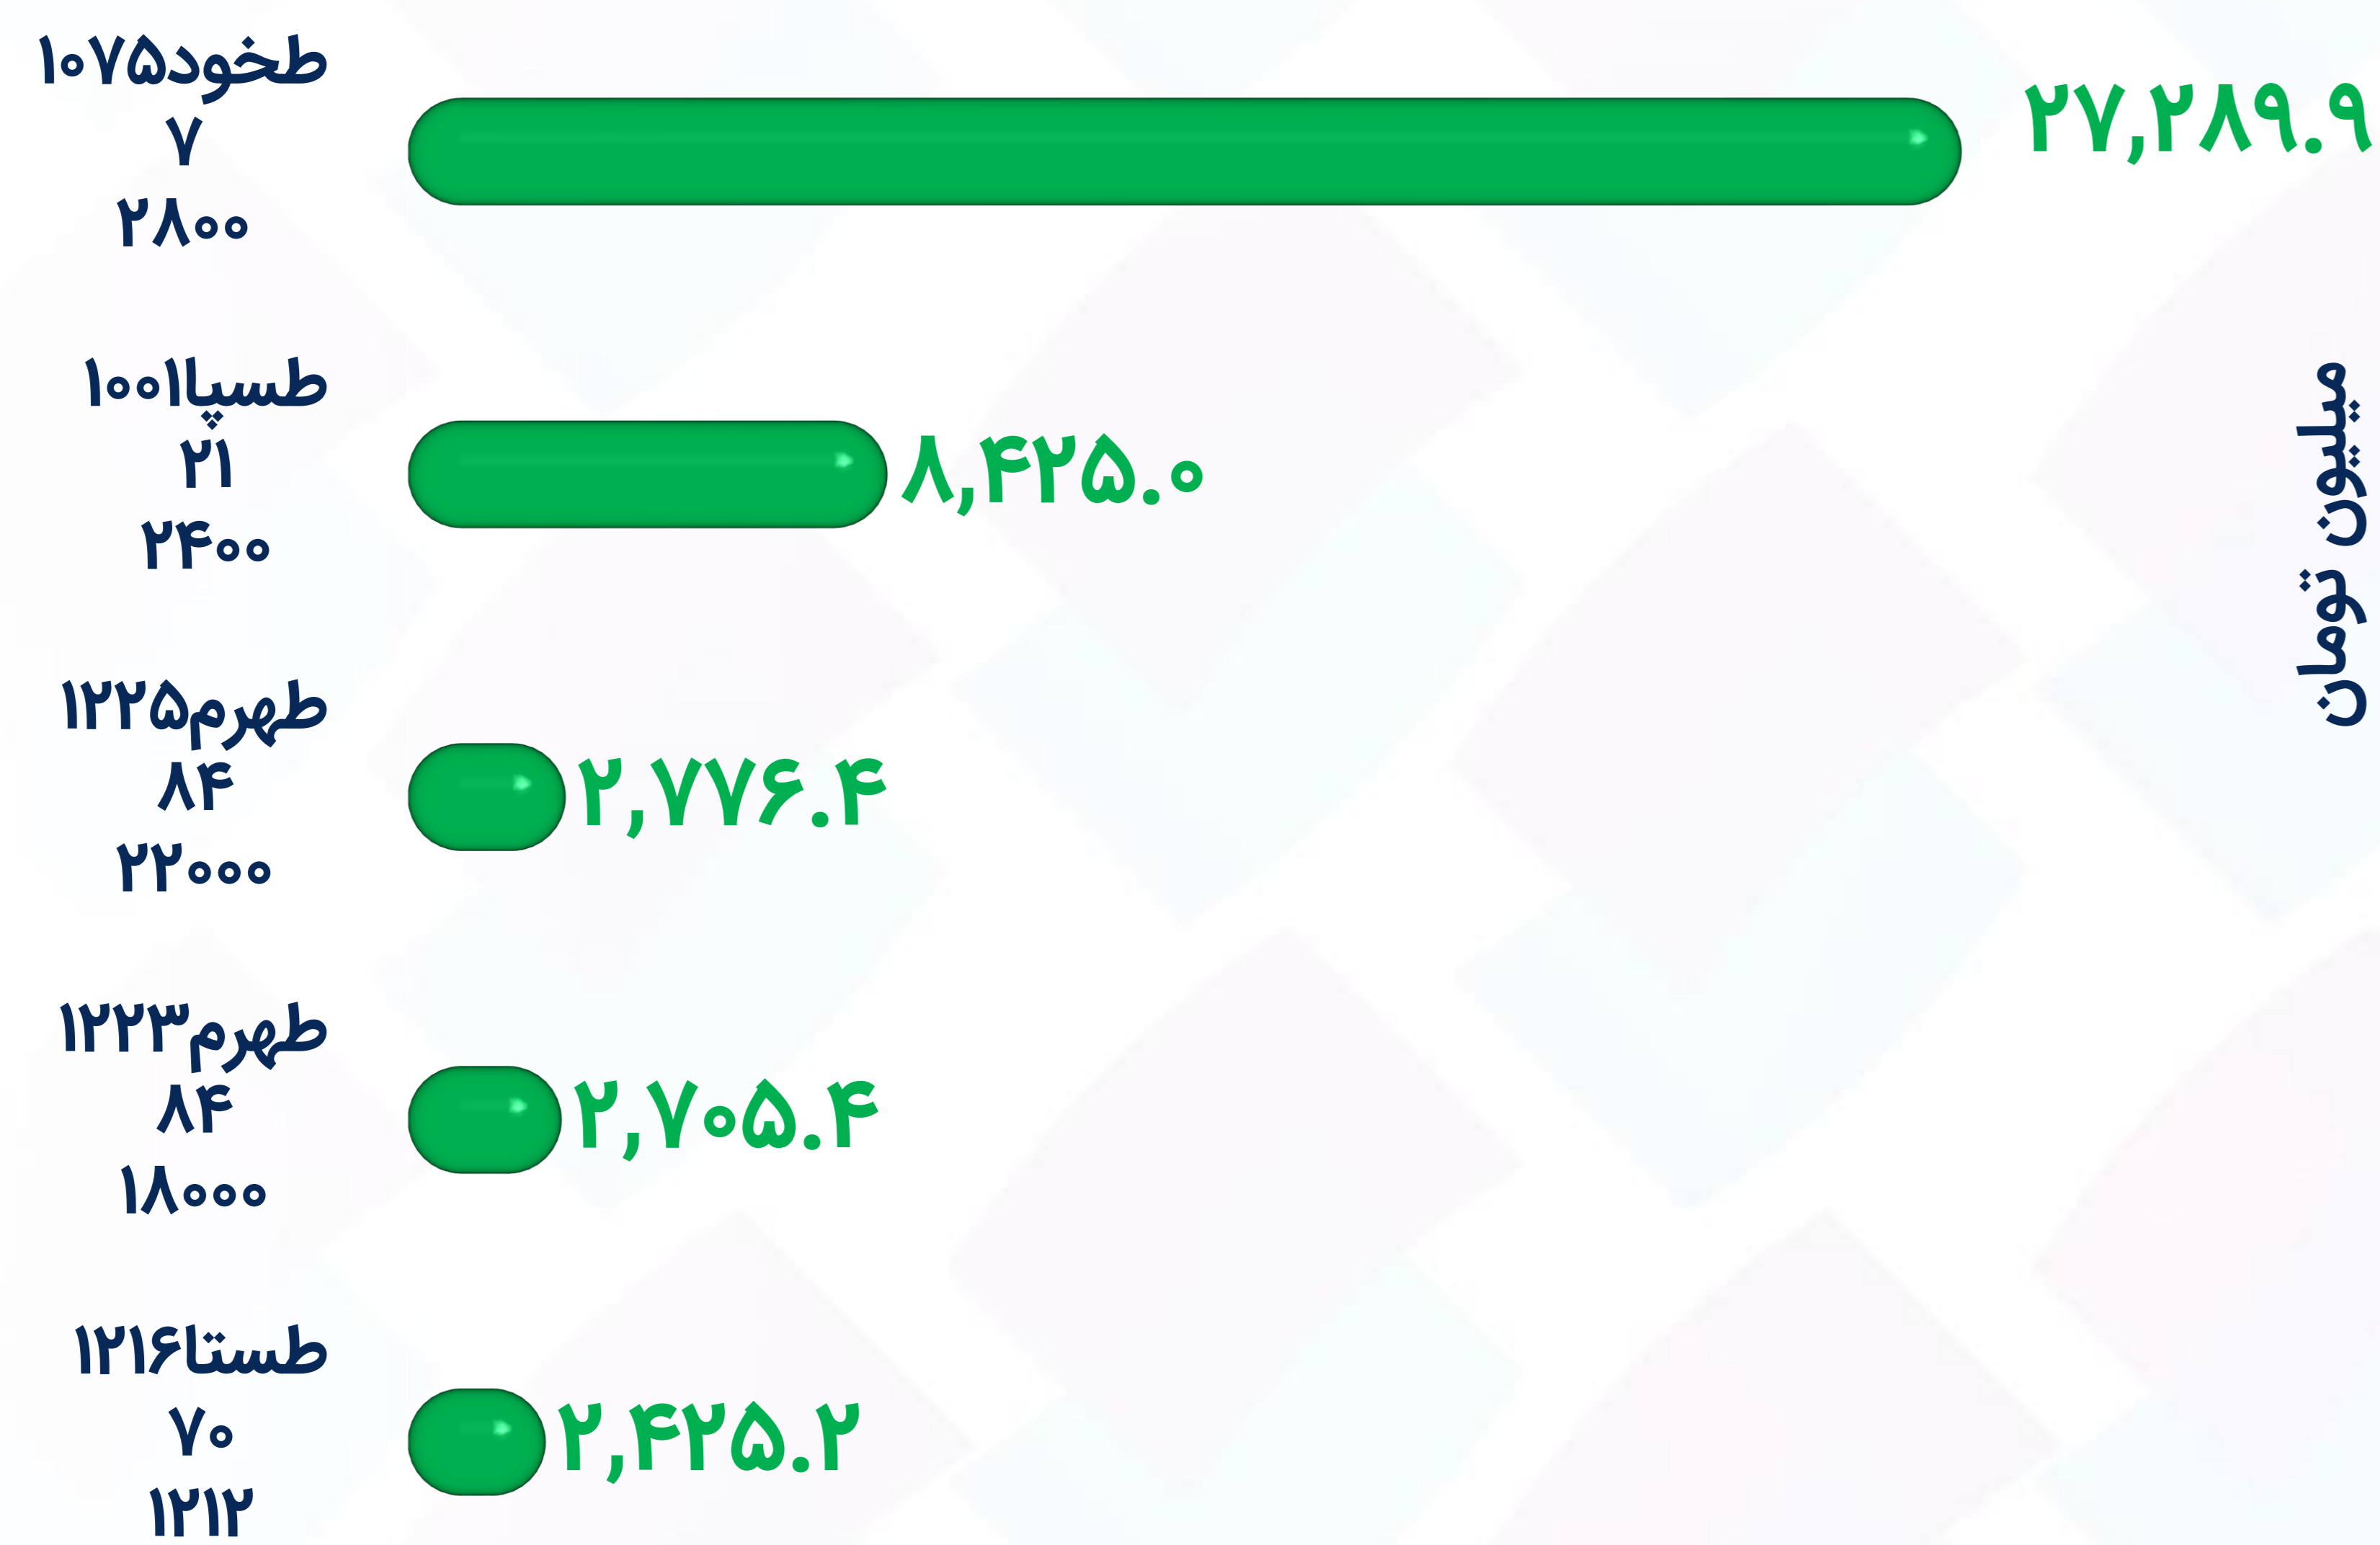 طخود۱۰۷۵
۷
۲۸۰۰
۲۷,۲۸۹.۹
طسپا۱۰۰۱
۲۱
۲۴۰۰
۸,۴۲۵.۰
طهرم۱۲۲۵
۸۴
۲۲۰۰۰
۲,۷۷۶.۴
طهرم۱۲۲۳
۸۴
۱۸۰۰۰
۲,۷۰۵.۴
طستا۱۲۱۶
۷۰
۱۲۱۲
۲,۴۲۵.۲
میلیون تومان